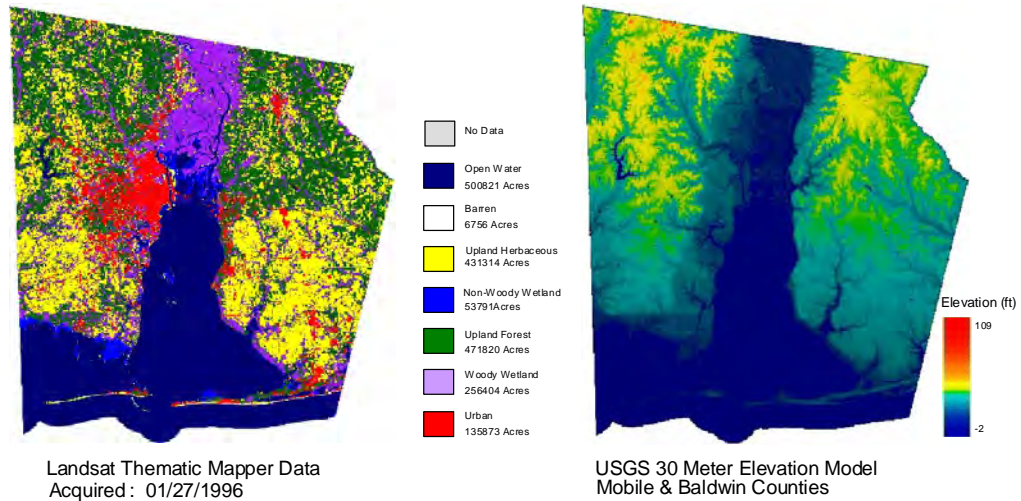 No Data
Open Water
500821 Acres
Barren
6756 Acres
Upland Herbaceous
431314 Acres
Non-Woody Wetland
53791Acres
Upland Forest
471820 Acres
Woody Wetland
256404 Acres
Urban
135873 Acres
Elevation (ft)
109
-2
Landsat Thematic Mapper Data
Acquired : 01/27/1996
USGS 30 Meter Elevation Model
Mobile & Baldwin Counties